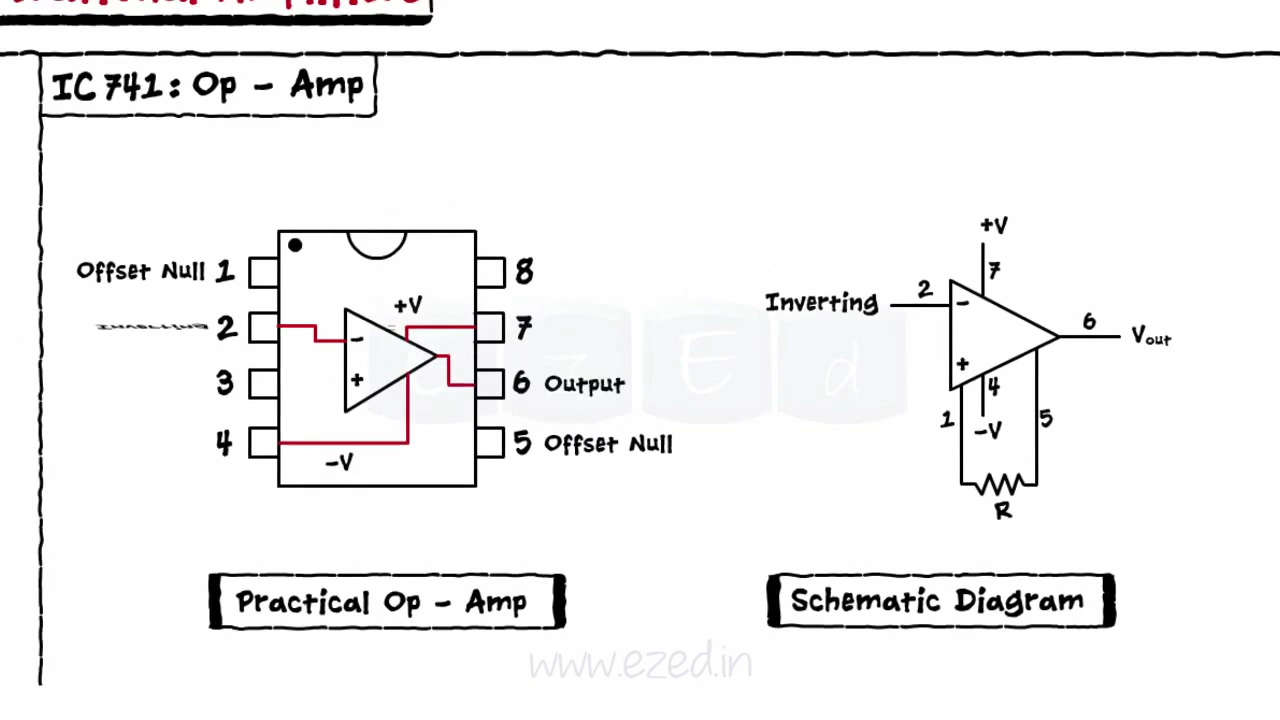 IC 741: Op - Amp
+V
Offset Null 1
8
7
2
Inverting
2
-
+V
7
-
6
Vout
3
+
6 Output
+
4
1
5
-V
4
5 Offset Null
-V
R
Practical Op - Amp
Schematic Diagram
ezEd
www.ezed.in